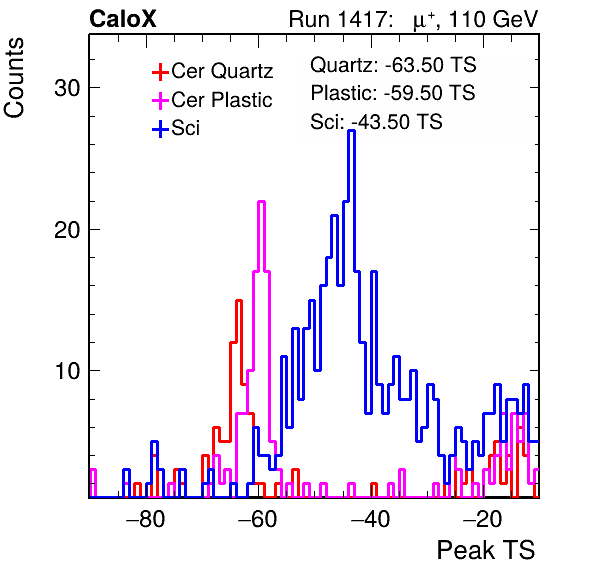 CaloX Run 1417: μ⁺, 110 GeV
Counts
Cer Quartz
Cer Plastic
Sci
Quartz: -63.50 TS
Plastic: -59.50 TS
Sci: -43.50 TS
30
20
10
−80 −60 −40 −20
Peak TS